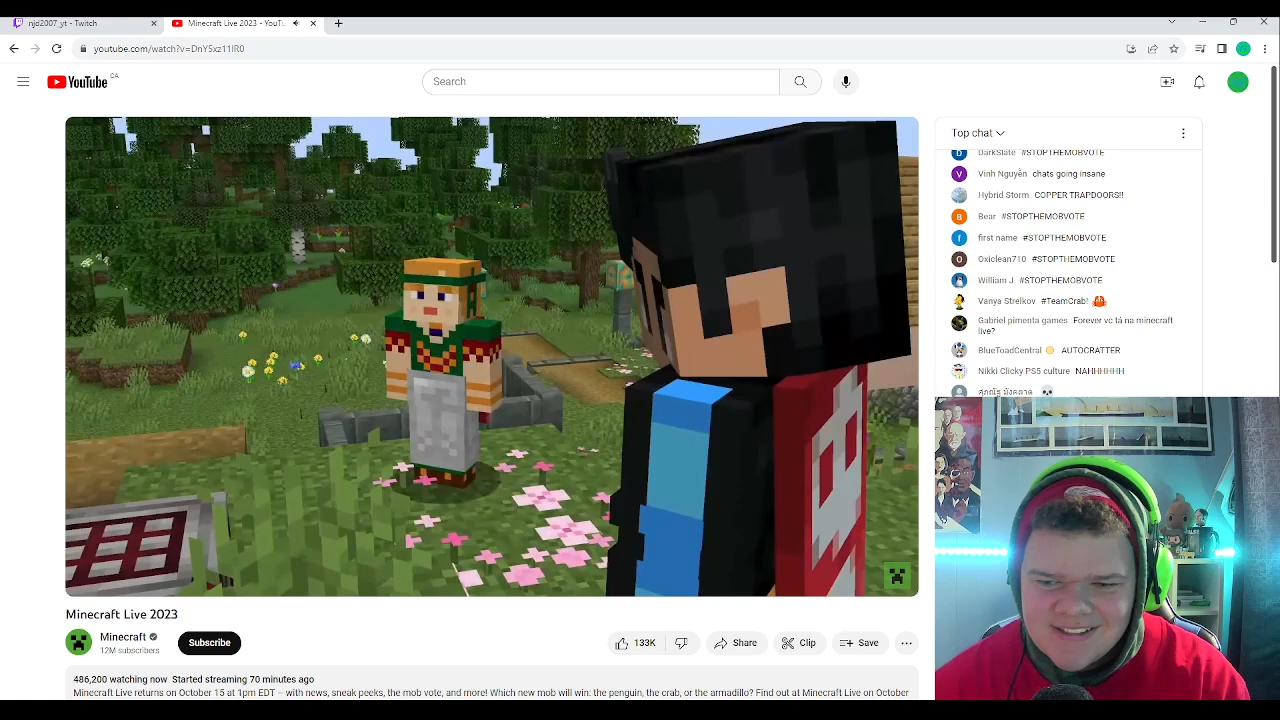 njd2007_yt - Twitch
Minecraft Live 2023 - YouT
youtube.com/watch?v=DnY5xz11IR0
YouTube CA
Search
Top chat
DarkSlate #STOPTHEMOBVOTE
Vinh Nguyễn chats going insane
Hybrid Storm COPPER TRAPDOORS!!
Bear #STOPTHEMOBVOTE
first name #STOPTHEMOBVOTE
Oxiclean710 #STOPTHEMOBVOTE
William J #STOPTHEMOBVOTE
Vanya Strelkov #TeamCrab!
Gabriel pimenta games Forever vc tá na minecraft
live?
BlueToadCentral AUTOCRATTER
Nikki Clicky PS5 culture NAHHHHHH
Minecraft Live 2023
Minecraft
12M subscribers
Subscribe
133K
Share
Clip
Save
486,200 watching now Started streaming 70 minutes ago
Minecraft Live returns on October 15 at 1pm EDT – with news, sneak peeks, the mob vote, and more! Which new mob will win: the penguin, the crab, or the armadillo? Find out at Minecraft Live on October